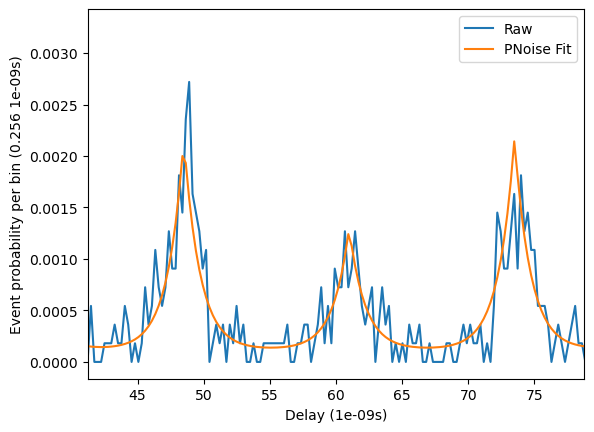 Raw
PNoise Fit
Event probability per bin (0.256 1e-09s)
0.0030
0.0025
0.0020
0.0015
0.0010
0.0005
0.0000
45 50 55 60 65 70 75
Delay (1e-09s)